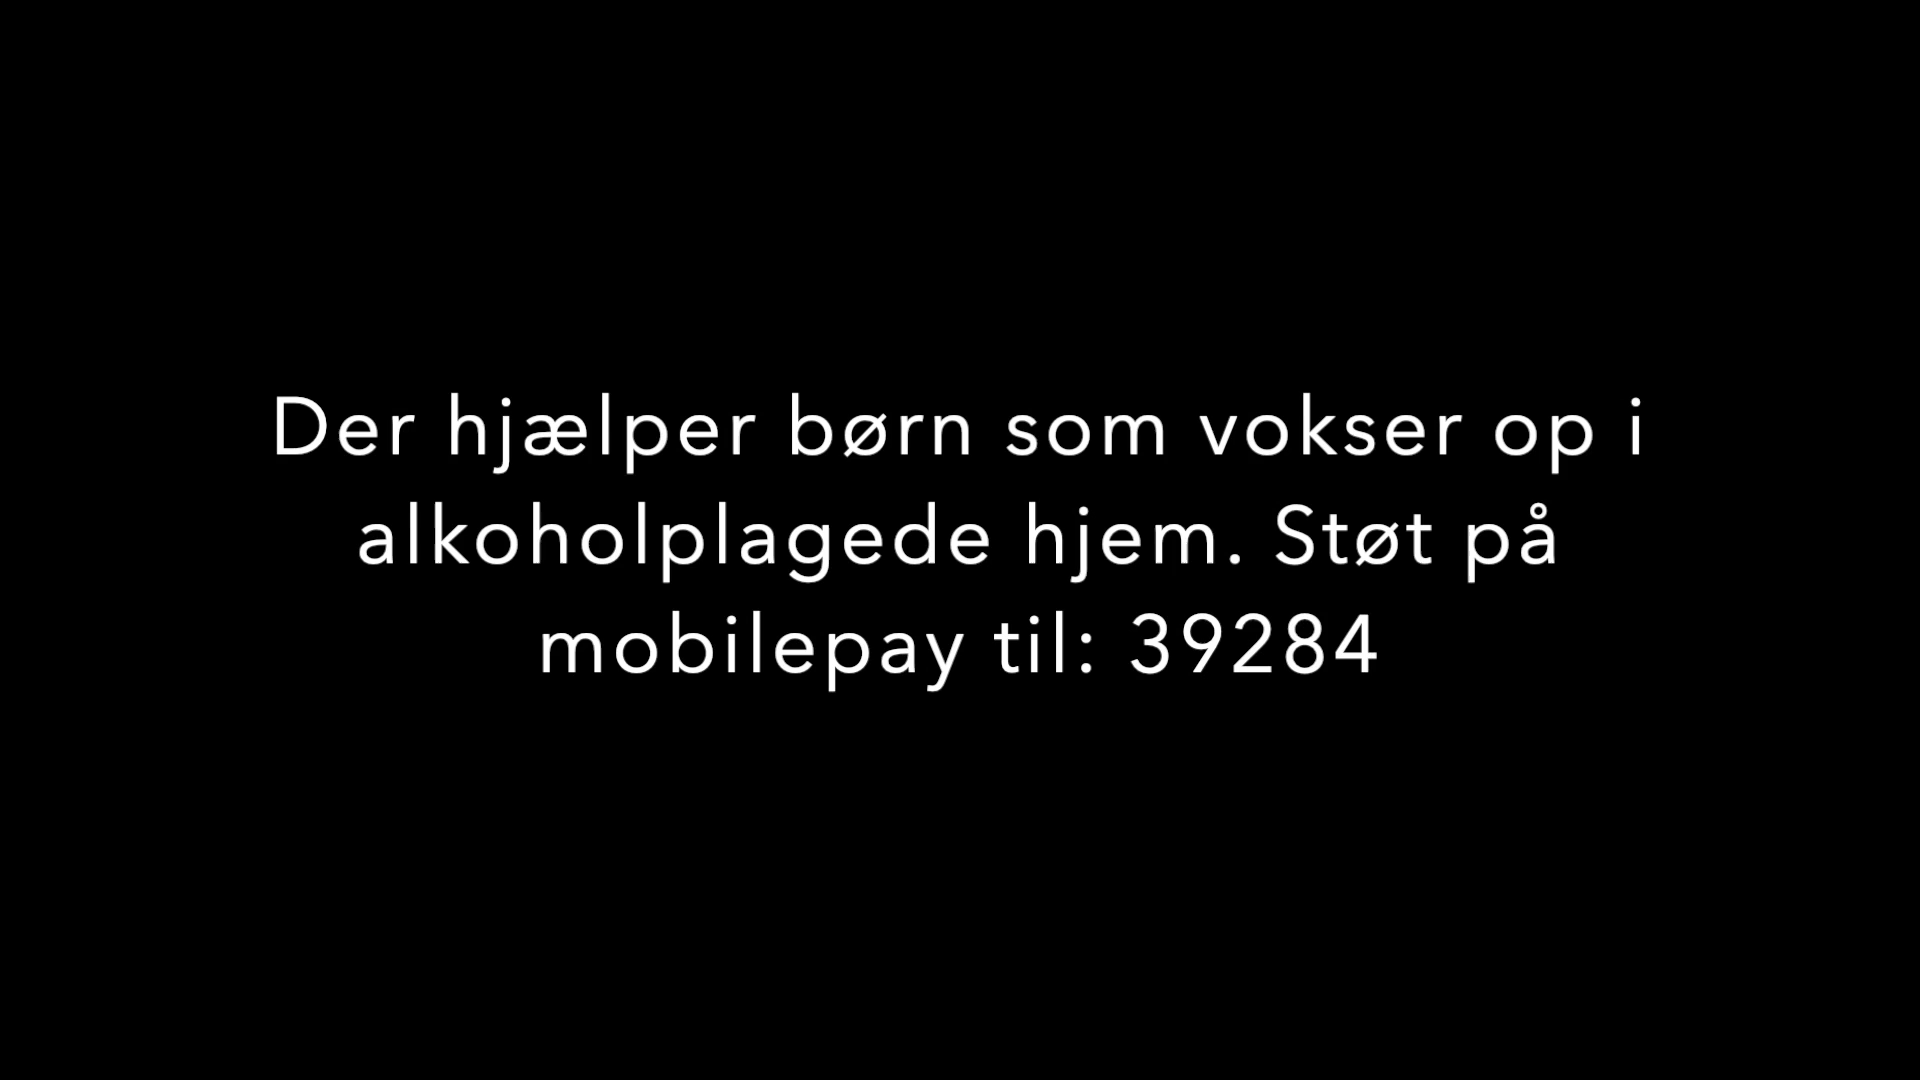 Der hjælper børn som vokser op i
alkoholplagede hjem. Støt på
mobilepay til: 39284